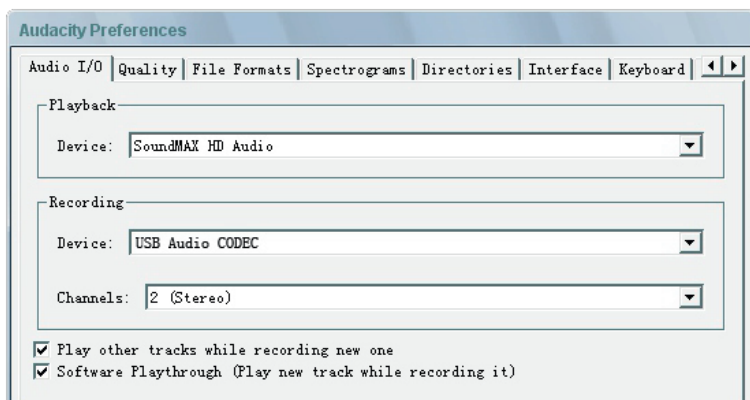 Audacity Preferences
Audio I/O Quality File Formats Spectrograms Directories Interface Keyboard
Playback
Device: SoundMAX HD Audio
Recording
Device: USB Audio CODEC
Channels: 2 (Stereo)
Play other tracks while recording new one
Software Playthrough (Play new track while recording it)